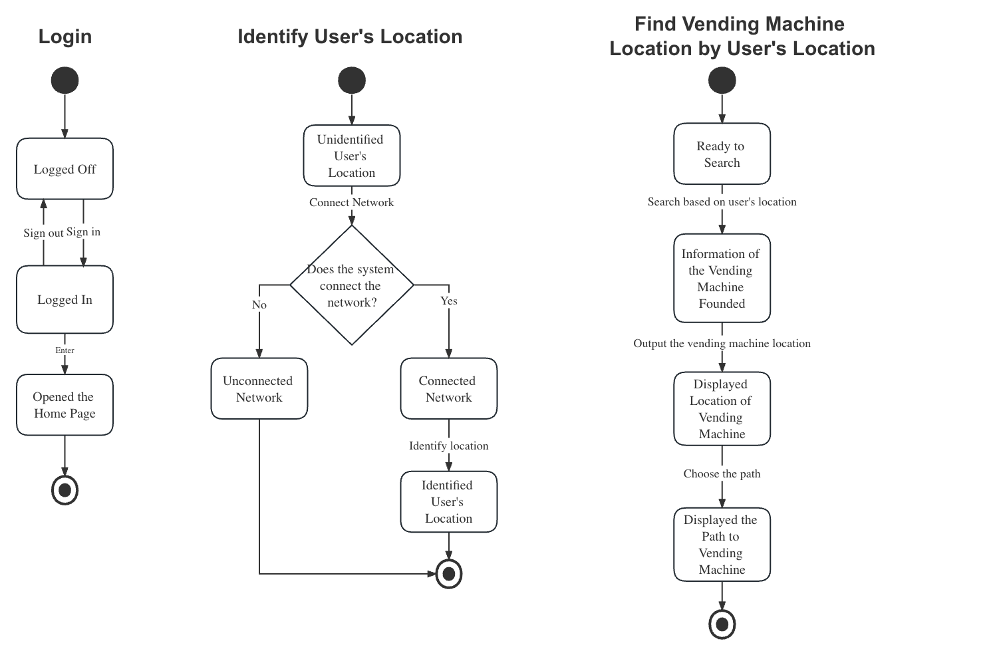 Login
Logged Off
Sign out
Sign in
Logged In
Enter
Opened the
Home Page
Identify User's Location
Unidentified
User's
Location
Connect Network
Does the system
connect the
network?
No
Yes
Unconnected
Network
Connected
Network
Identify location
Identified
User's
Location
Find Vending Machine
Location by User's Location
Ready to
Search
Search based on user's location
Information of
the Vending
Machine
Founded
Output the vending machine location
Displayed
Location of
Vending
Machine
Choose the path
Displayed the
Path to
Vending
Machine